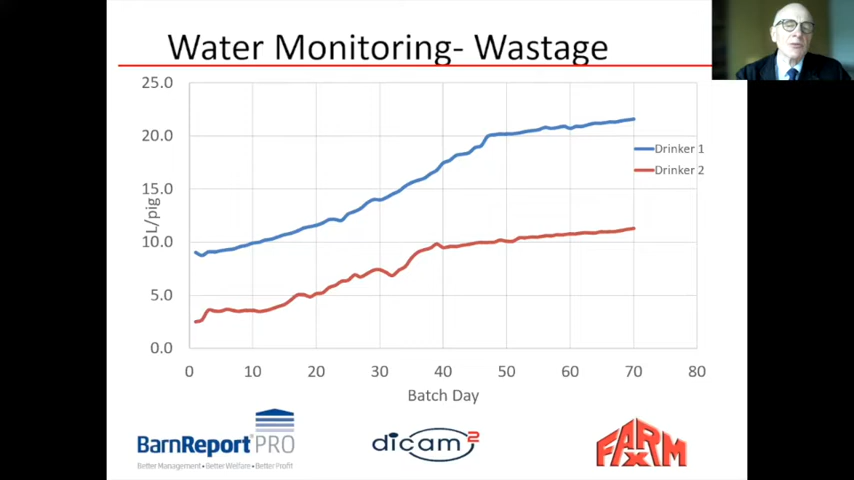 Water Monitoring- Wastage
25.0
20.0
15.0
10.0
5.0
0.0
L/pig
0 10 20 30 40 50 60 70 80
Batch Day
Drinker 1
Drinker 2
BarnReport PRO
Better Management • Better Welfare • Better Profit
dicam2
FARM
EX